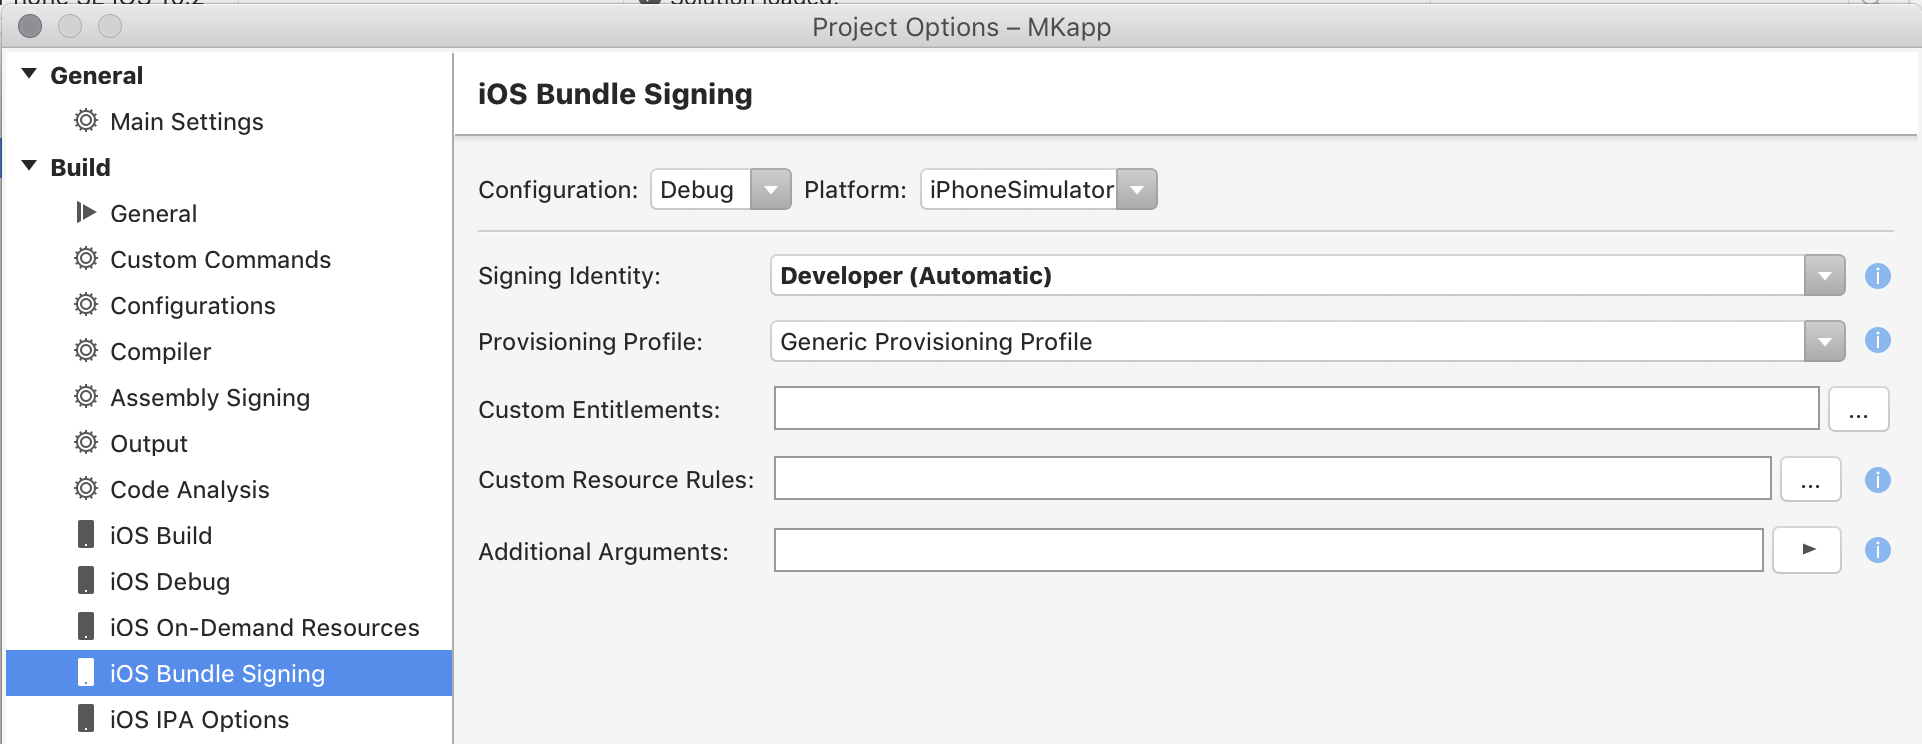 Solution loaded.
Project Options – MKapp
General
Main Settings
Build
General
Custom Commands
Configurations
Compiler
Assembly Signing
Output
Code Analysis
iOS Build
iOS Debug
iOS On-Demand Resources
iOS Bundle Signing
iOS IPA Options
iOS Bundle Signing
Configuration: Debug Platform: iPhoneSimulator
Signing Identity: Developer (Automatic)
Provisioning Profile: Generic Provisioning Profile
Custom Entitlements: ...
Custom Resource Rules: ...
Additional Arguments: